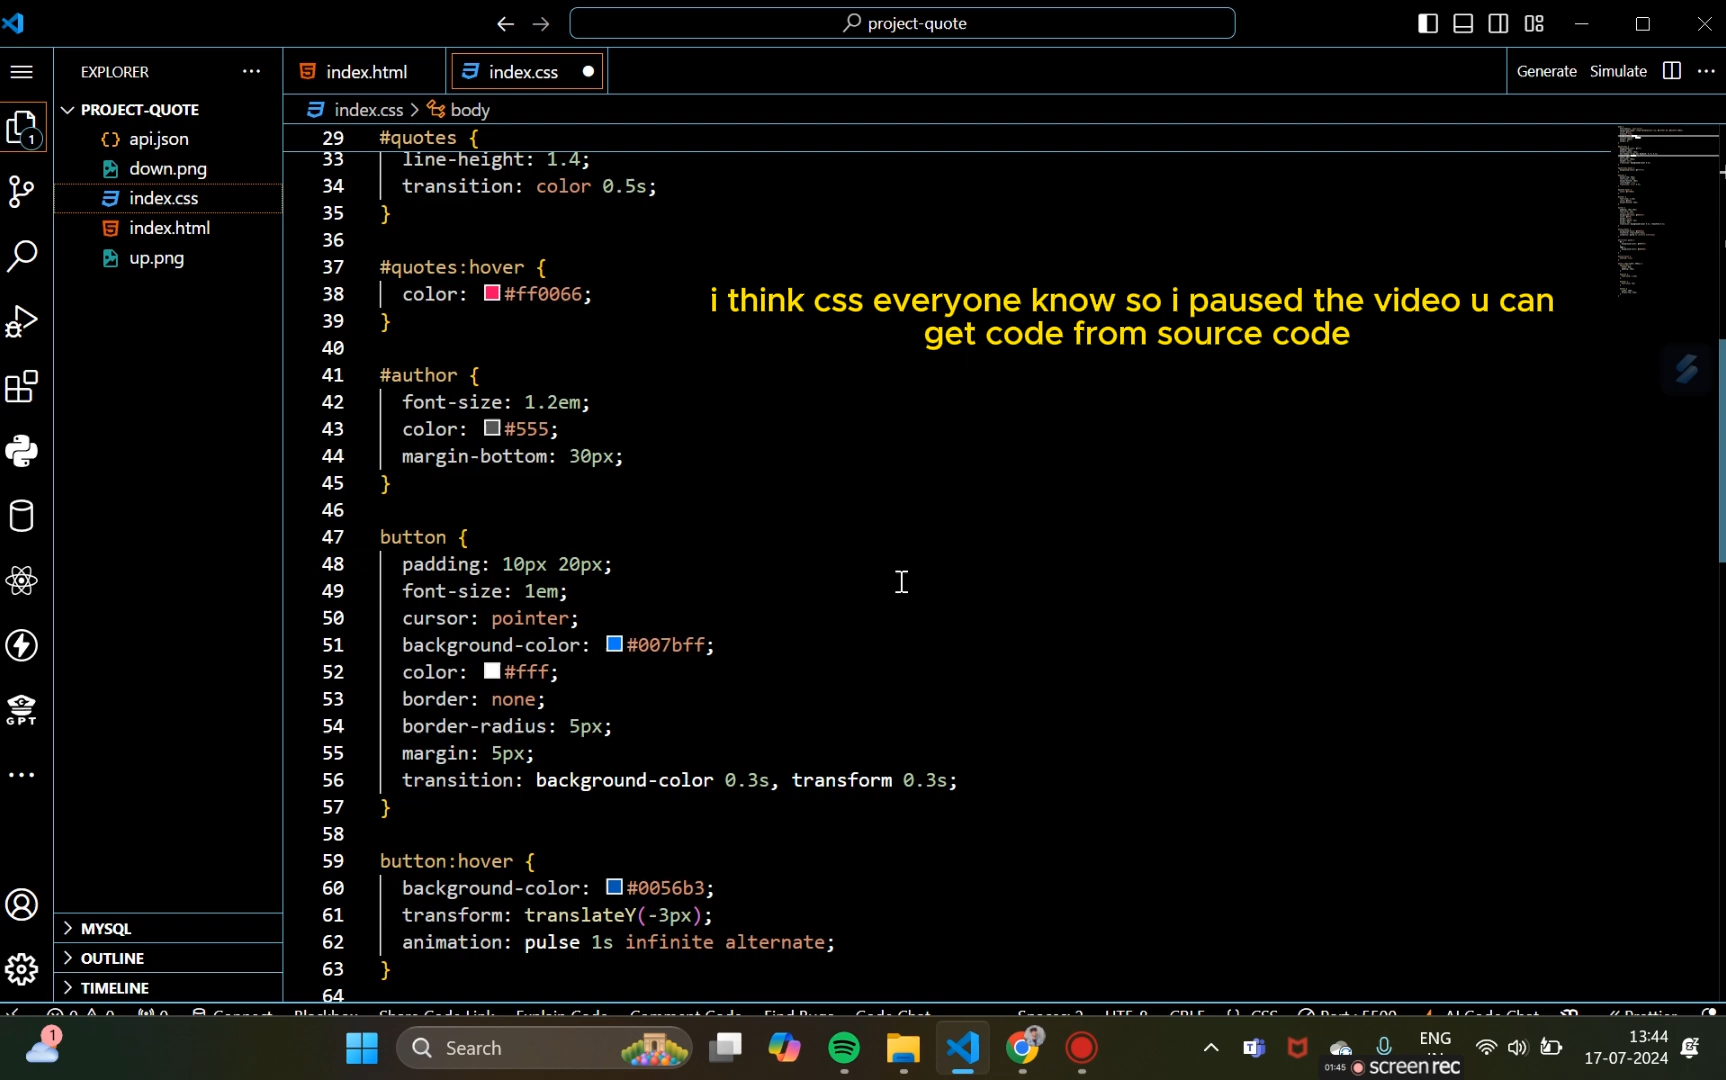 project-quote
EXPLORER
index.html
index.css
Generate Simulate
PROJECT-QUOTE
index.css > body
api.json
down.png
index.css
index.html
up.png
29 #quotes {
33 line-height: 1.4;
34 transition: color 0.5s;
35 }
36
37 #quotes:hover {
38 color: #ff0066;
39 }
40
41 #author {
42 font-size: 1.2em;
43 color: #555;
44 margin-bottom: 30px;
45 }
46
47 button {
48 padding: 10px 20px;
49 font-size: 1em;
50 cursor: pointer;
51 background-color: #007bff;
52 color: #fff;
53 border: none;
54 border-radius: 5px;
55 margin: 5px;
56 transition: background-color 0.3s, transform 0.3s;
57 }
58
59 button:hover {
60 background-color: #0056b3;
61 transform: translateY(-3px);
62 animation: pulse 1s infinite alternate;
63 }
64
i think css everyone know so i paused the video u can
get code from source code
1
GPT
MYSQL
OUTLINE
TIMELINE
1
Search
ENG
13:44
17-07-2024
01:45 screenrec